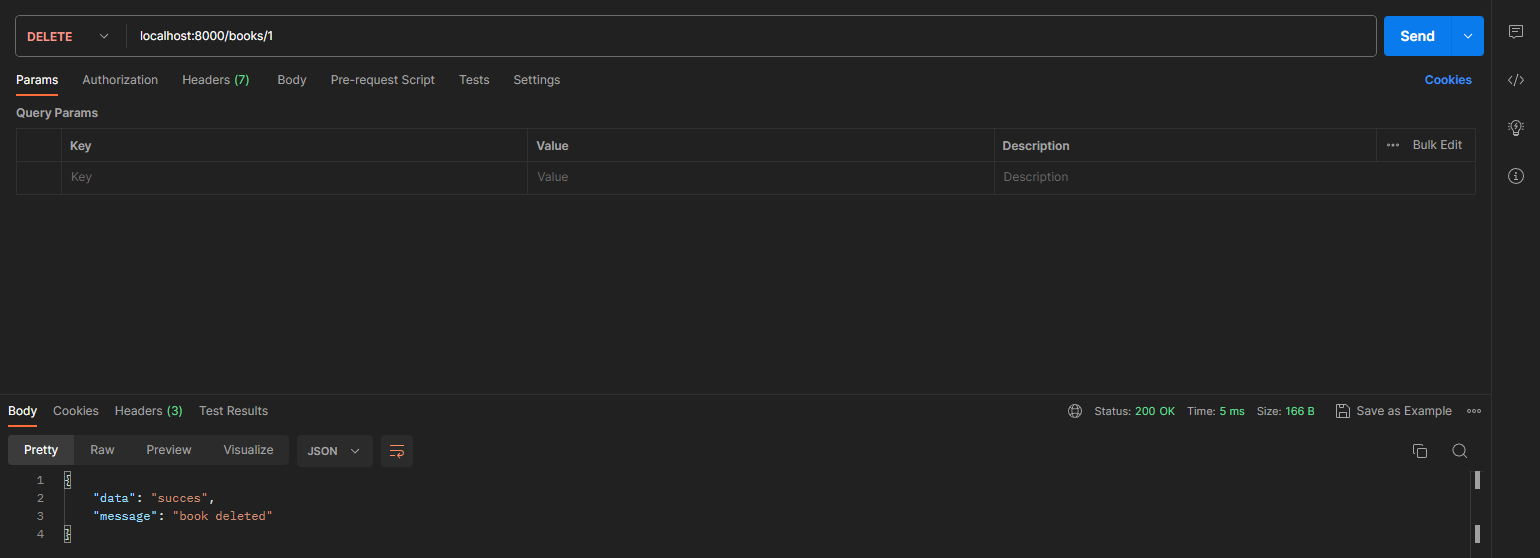 DELETE localhost:8000/books/1 Send
Params Authorization Headers (7) Body Pre-request Script Tests Settings Cookies
Query Params
Key Value Description Bulk Edit
Key Value Description
Body Cookies Headers (3) Test Results Status: 200 OK Time: 5 ms Size: 166 B Save as Example
Pretty Raw Preview Visualize JSON
1 {
2 "data": "succes",
3 "message": "book deleted"
4 }